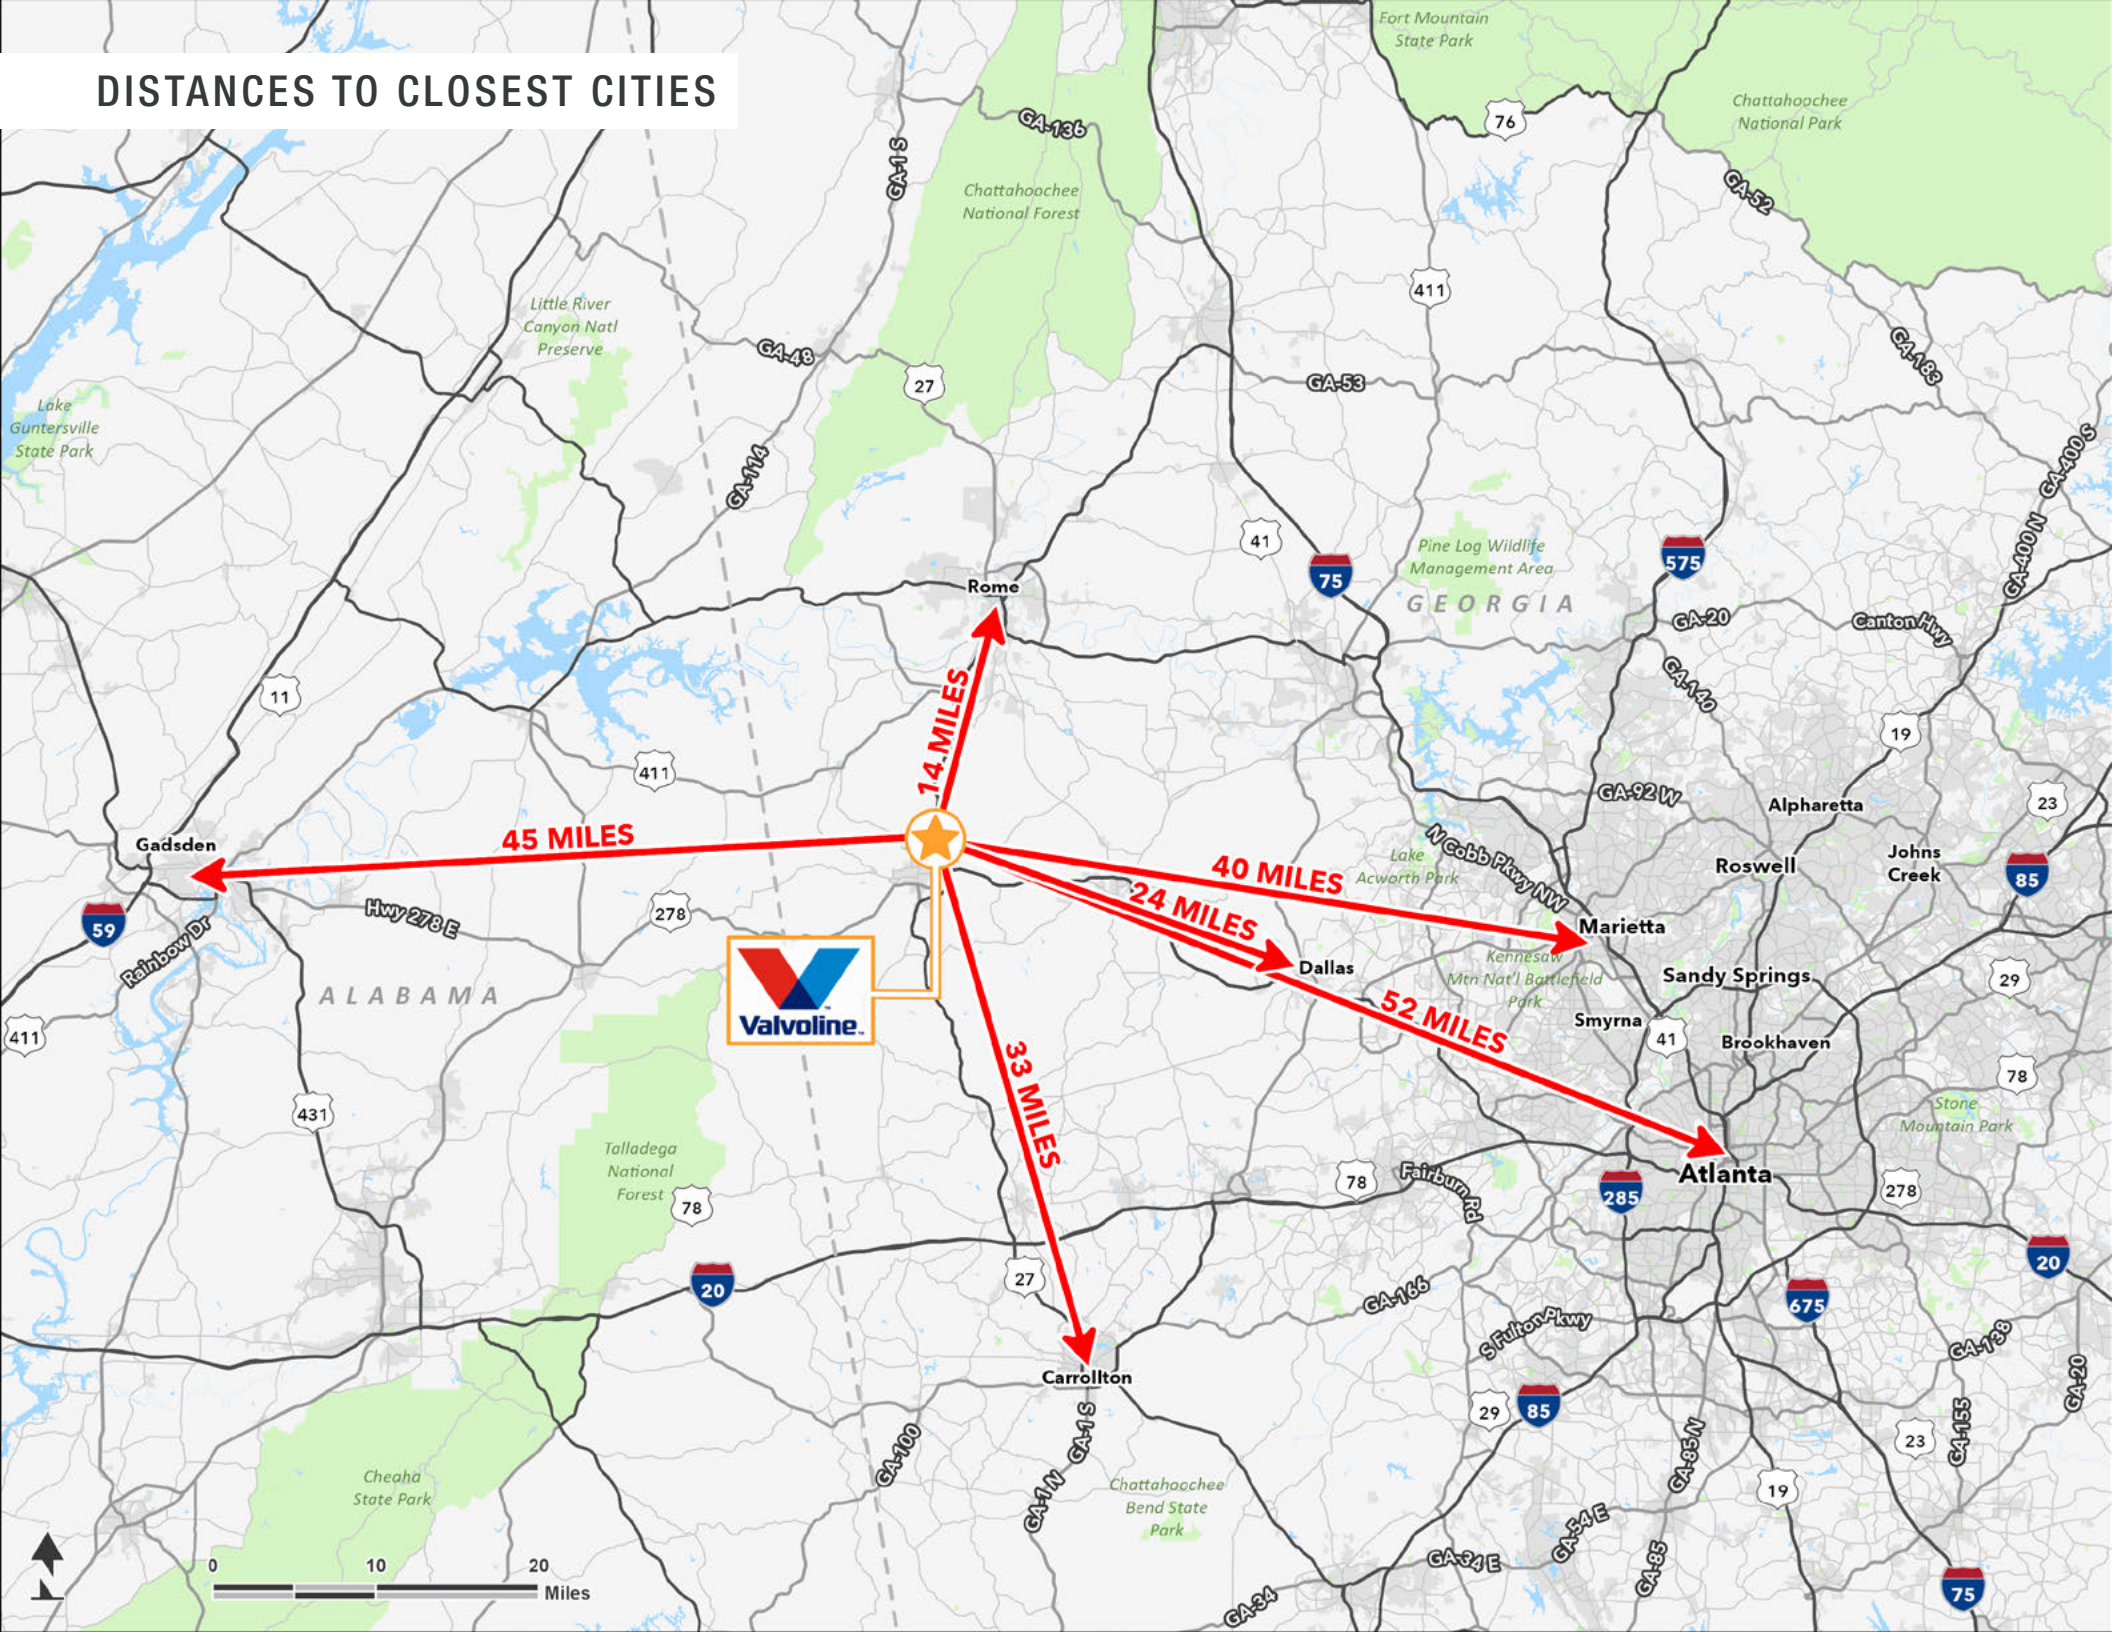 DISTANCES TO CLOSEST CITIES
Fort Mountain
State Park
76
Chattahoochee
National Park
GA-136
GA-1 S
GA-52
Chattahoochee
National Forest
411
Little River
Canyon Natl
Preserve
GA-48
27
GA-53
GA-183
Lake
Guntersville
State Park
GA-114
GA-400 S
41
75
Pine Log Wildlife
Management Area
575
GA-400 N
Rome
GEORGIA
GA-20
Canton Hwy
11
14 MILES
GA-140
19
411
GA-92 W
Alpharetta
23
Gadsden
45 MILES
N Cobb Pkwy NW
Lake
Acworth Park
40 MILES
Roswell
Johns
Creek
85
59
Hwy 278 E
278
24 MILES
Rainbow Dr
Marietta
Kennesaw
Mtn Nat'l Battlefield
Park
Dallas
Sandy Springs
29
ALABAMA
Valvoline™
52 MILES
411
Smyrna
41
Brookhaven
33 MILES
78
431
Stone
Mountain Park
Talladega
National
Forest
78
78
Fairburn Rd
Atlanta
285
278
20
27
20
GA-166
675
S Fulton Pkwy
GA-138
Carrollton
GA-20
29
85
GA-1 S
GA-100
GA-85 N
23
GA-155
Cheaha
State Park
GA-1 N
Chattahoochee
Bend State
Park
19
GA-54 E
GA-34 E
GA-85
GA-34
75
0 10 20
Miles